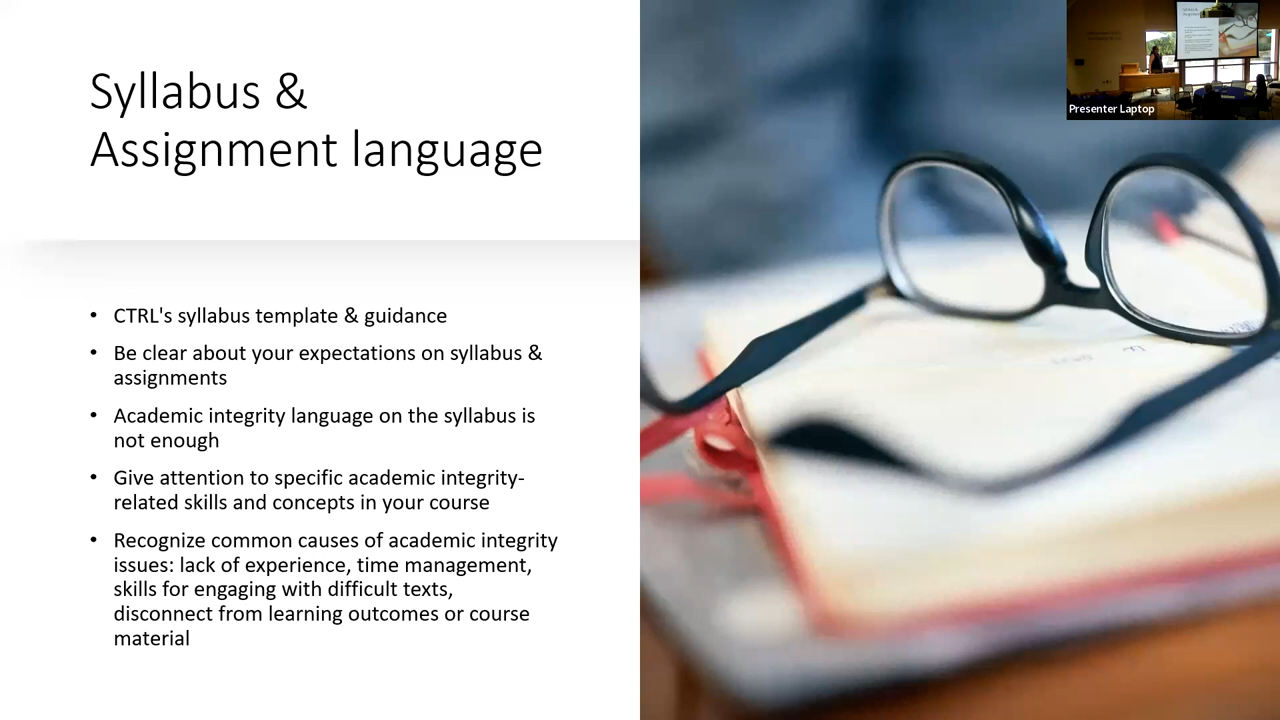 Syllabus &
Assignment language
• CTRL's syllabus template & guidance
• Be clear about your expectations on syllabus &
assignments
• Academic integrity language on the syllabus is
not enough
• Give attention to specific academic integrity-
related skills and concepts in your course
• Recognize common causes of academic integrity
issues: lack of experience, time management,
skills for engaging with difficult texts,
disconnect from learning outcomes or course
material
Presenter Laptop